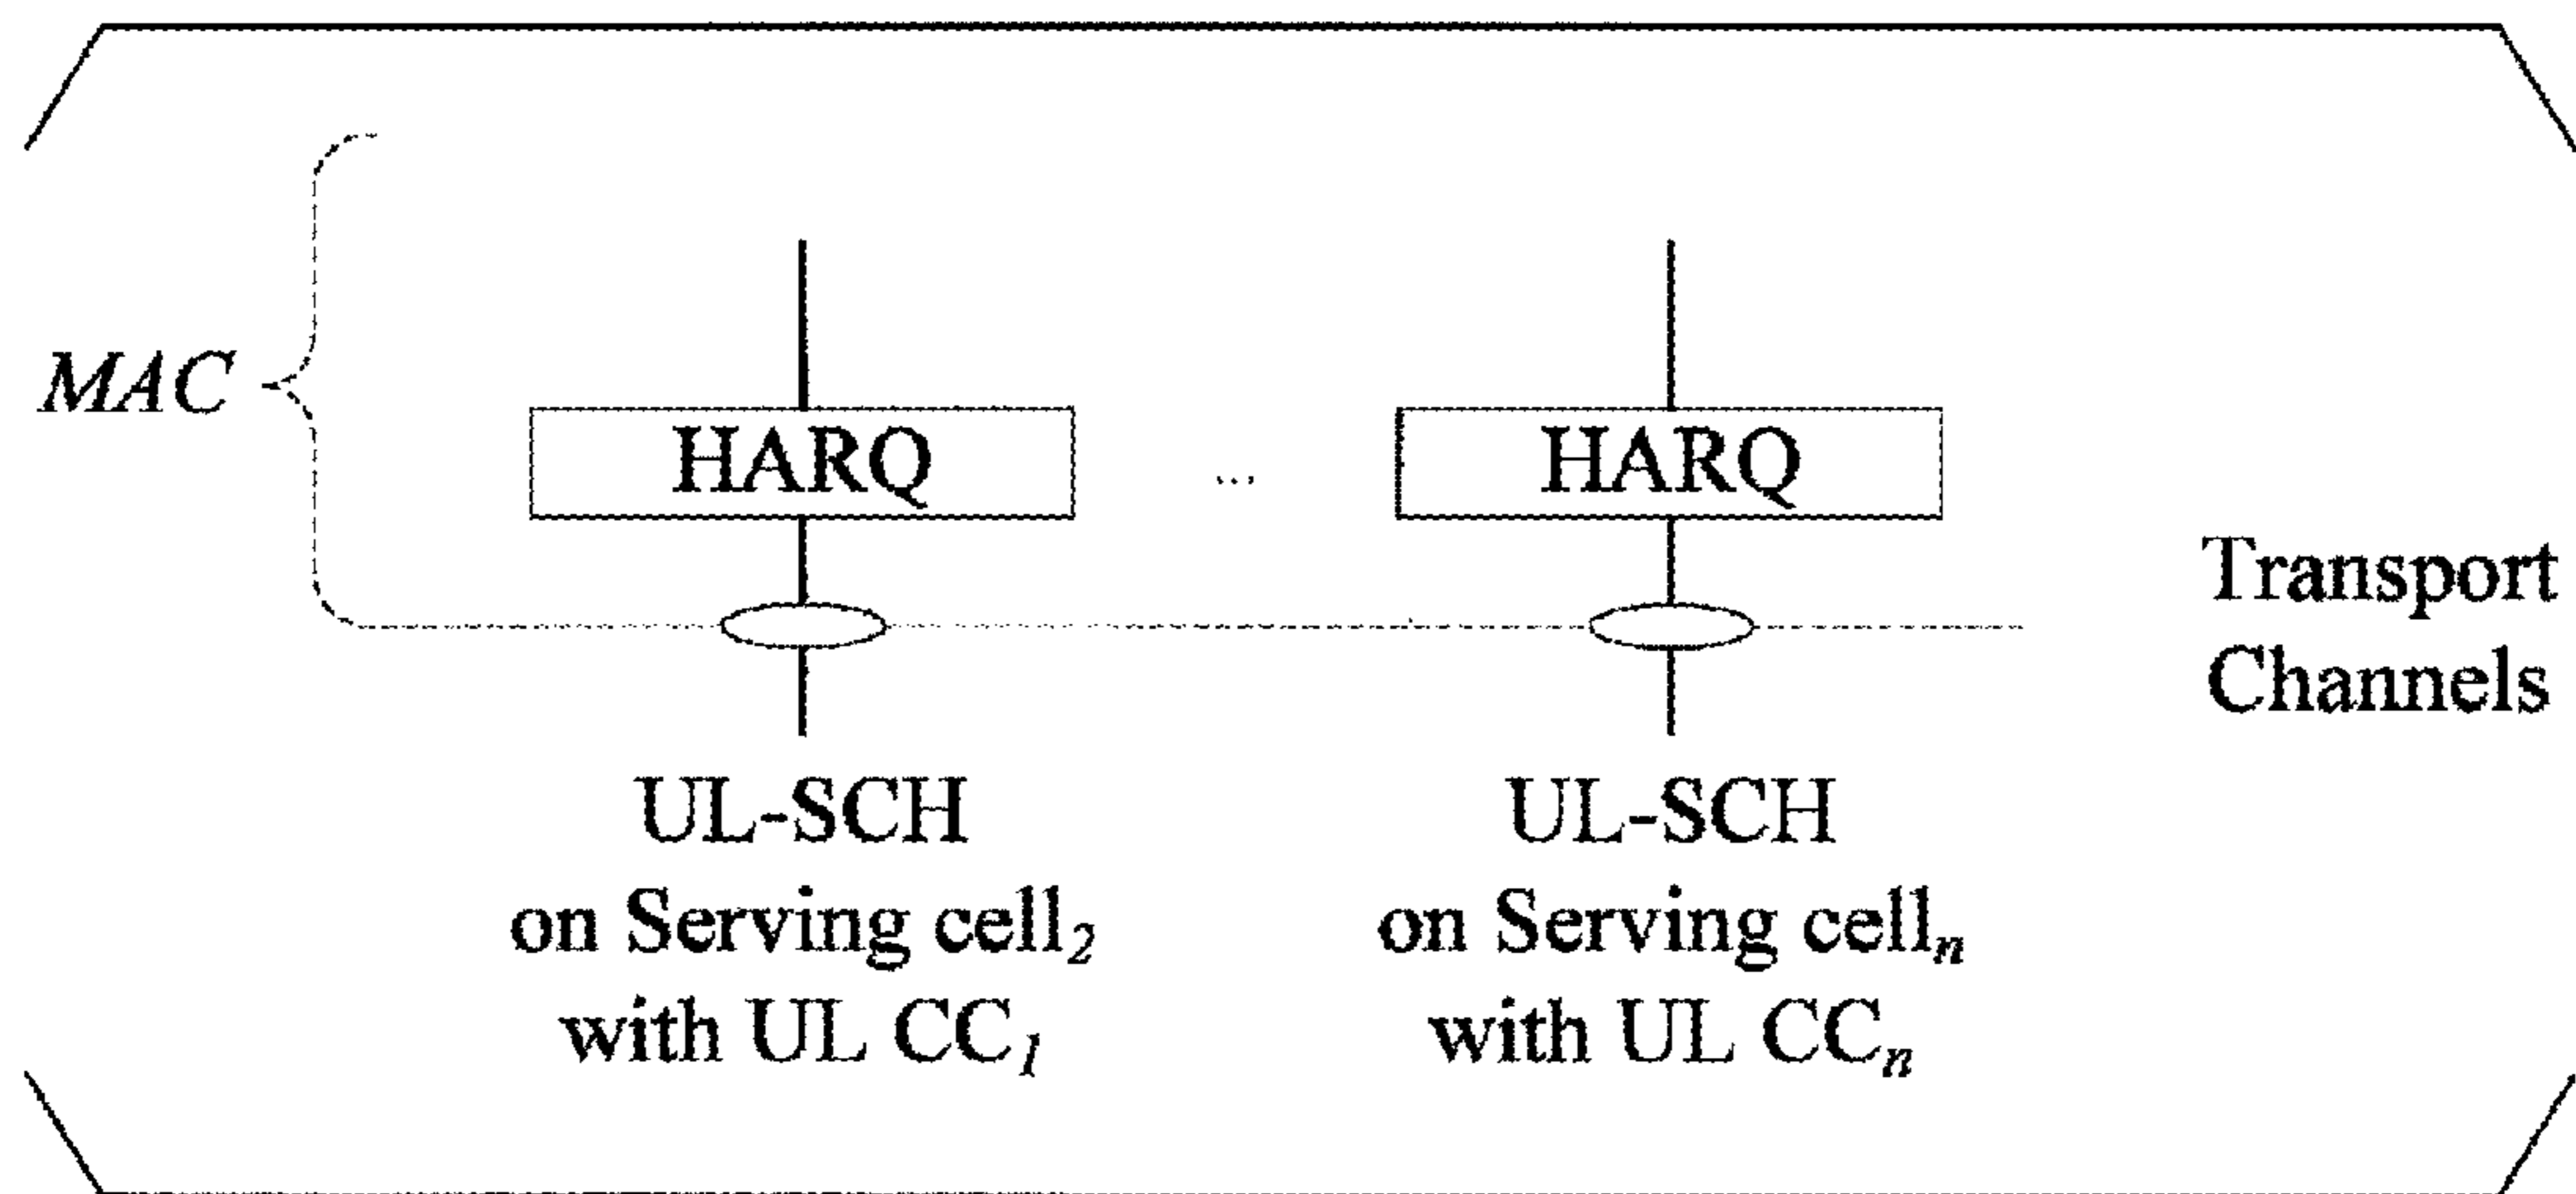 MAC
HARQ ... HARQ
Transport
Channels
UL-SCH
on Serving cell₂
with UL CC₁
UL-SCH
on Serving cellₙ
with UL CCₙ